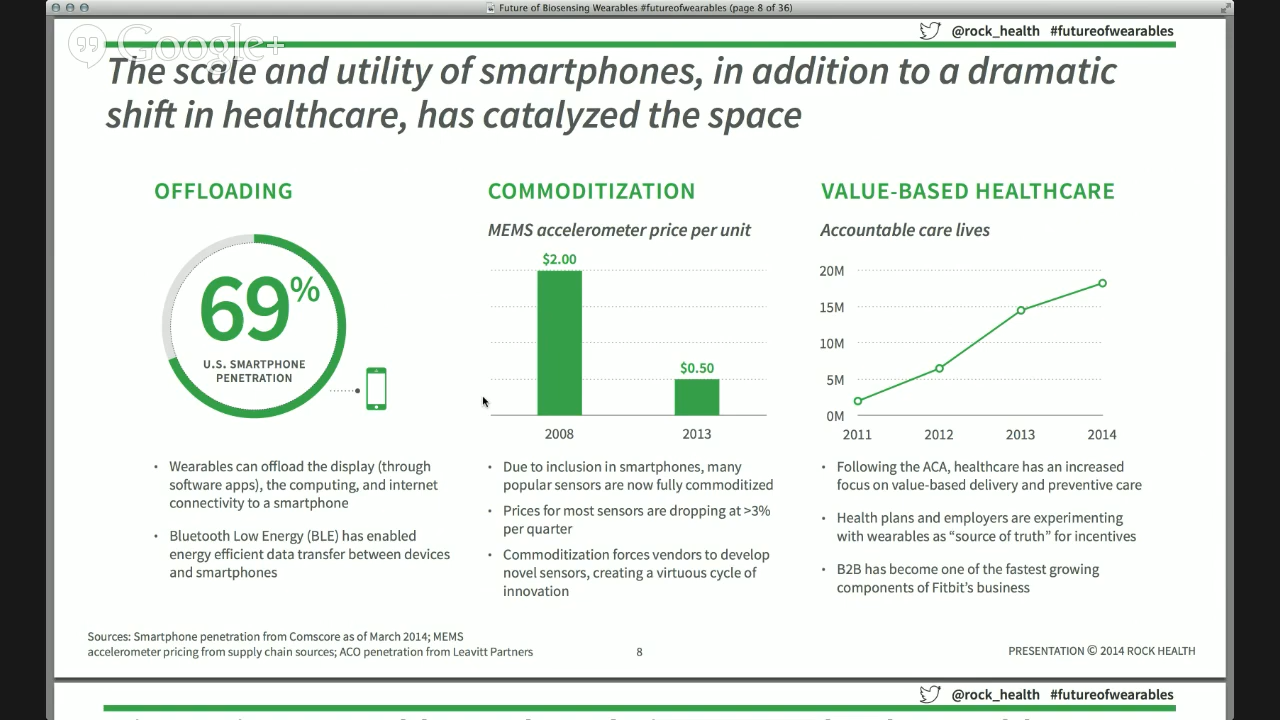 Future of Biosensing Wearables #futureofwearables (page 8 of 36)
Google+
@rock_health #futureofwearables
The scale and utility of smartphones, in addition to a dramatic
shift in healthcare, has catalyzed the space
OFFLOADING
69%
U.S. SMARTPHONE
PENETRATION
• Wearables can offload the display (through
software apps), the computing, and internet
connectivity to a smartphone
• Bluetooth Low Energy (BLE) has enabled
energy efficient data transfer between devices
and smartphones
COMMODITIZATION
MEMS accelerometer price per unit
$2.00
$0.50
2008 2013
• Due to inclusion in smartphones, many
popular sensors are now fully commoditized
• Prices for most sensors are dropping at >3%
per quarter
• Commoditization forces vendors to develop
novel sensors, creating a virtuous cycle of
innovation
VALUE-BASED HEALTHCARE
Accountable care lives
20M
15M
10M
5M
0M
2011 2012 2013 2014
• Following the ACA, healthcare has an increased
focus on value-based delivery and preventive care
• Health plans and employers are experimenting
with wearables as “source of truth” for incentives
• B2B has become one of the fastest growing
components of Fitbit’s business
Sources: Smartphone penetration from Comscore as of March 2014; MEMS
accelerometer pricing from supply chain sources; ACO penetration from Leavitt Partners
8
PRESENTATION © 2014 ROCK HEALTH
@rock_health #futureofwearables